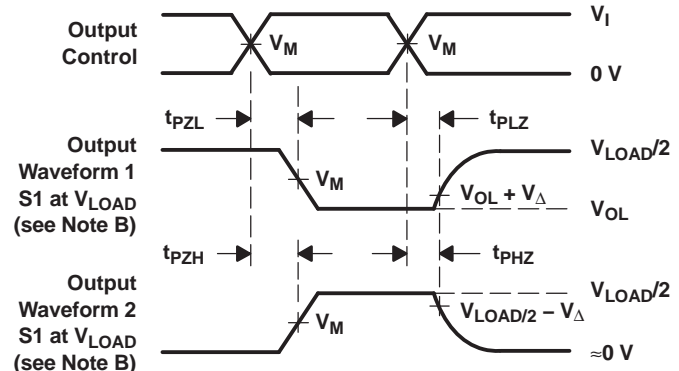 Output
Control
V_I
V_M
V_M
0 V
t_PZL
t_PLZ
Output
Waveform 1
S1 at V_LOAD
(see Note B)
V_LOAD/2
V_M
V_OL + V_Δ
V_OL
t_PZH
t_PHZ
Output
Waveform 2
S1 at V_LOAD
(see Note B)
V_LOAD/2
V_M
V_LOAD/2 − V_Δ
≈0 V